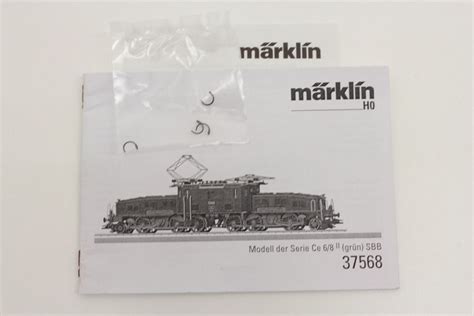 märklin
märklin
H0
Modell der Serie Ce 6/8 II (grün) SBB
37568